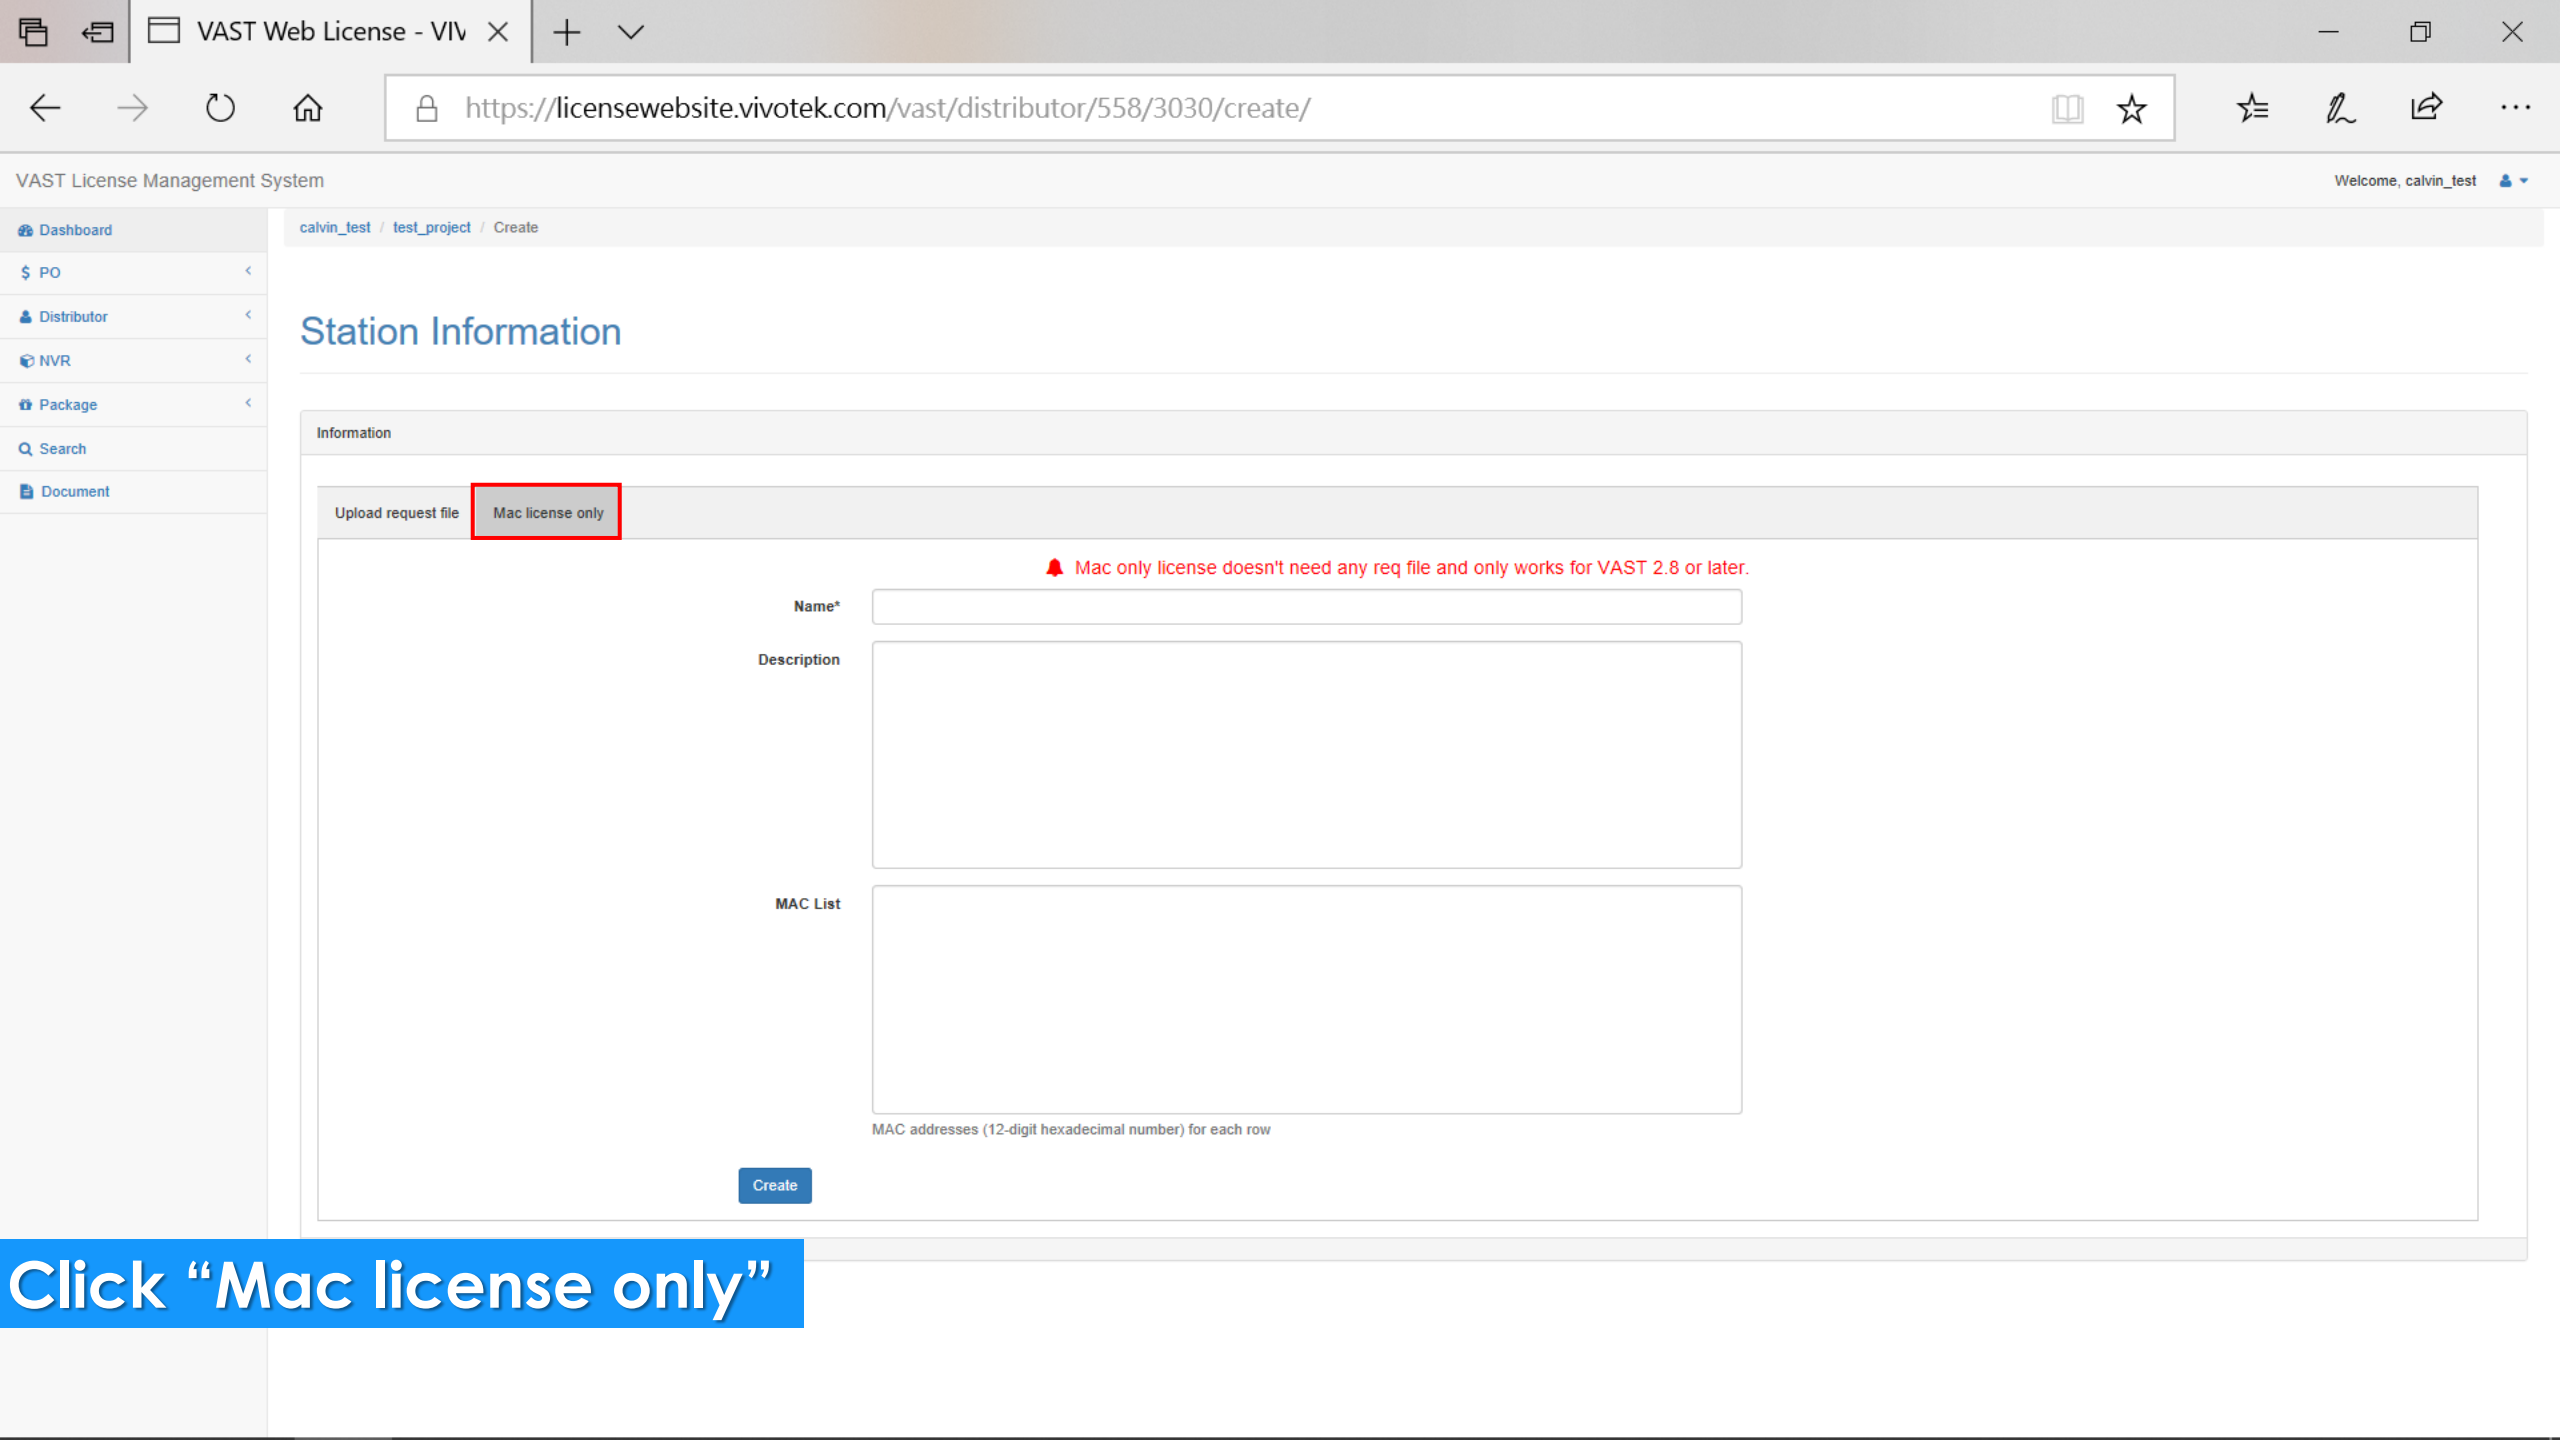 VAST Web License - VIV
https://licensewebsite.vivotek.com/vast/distributor/558/3030/create/
VAST License Management System
Welcome, calvin_test
Dashboard
calvin_test / test_project / Create
$ PO
Distributor
NVR
Package
Search
Document
Station Information
Information
Upload request file
Mac license only
Mac only license doesn't need any req file and only works for VAST 2.8 or later.
Name*
Description
MAC List
MAC addresses (12-digit hexadecimal number) for each row
Create
Click “Mac license only”